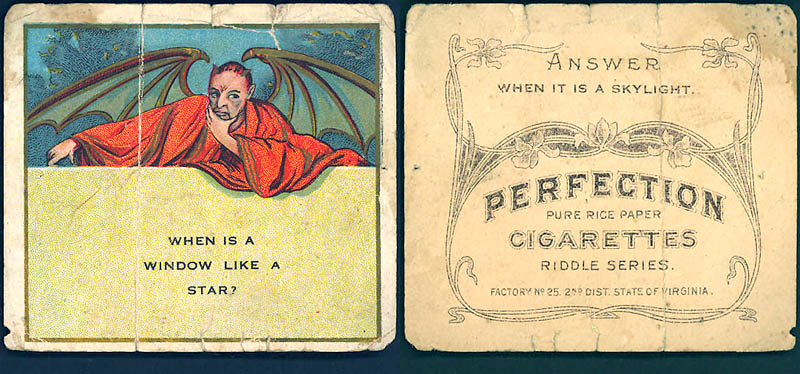 WHEN IS A
WINDOW LIKE A
STAR?
ANSWER
WHEN IT IS A SKYLIGHT.
PERFECTION
PURE RICE PAPER
CIGARETTES
RIDDLE SERIES.
FACTORY No 25. 2ND DIST. STATE OF VIRGINIA.